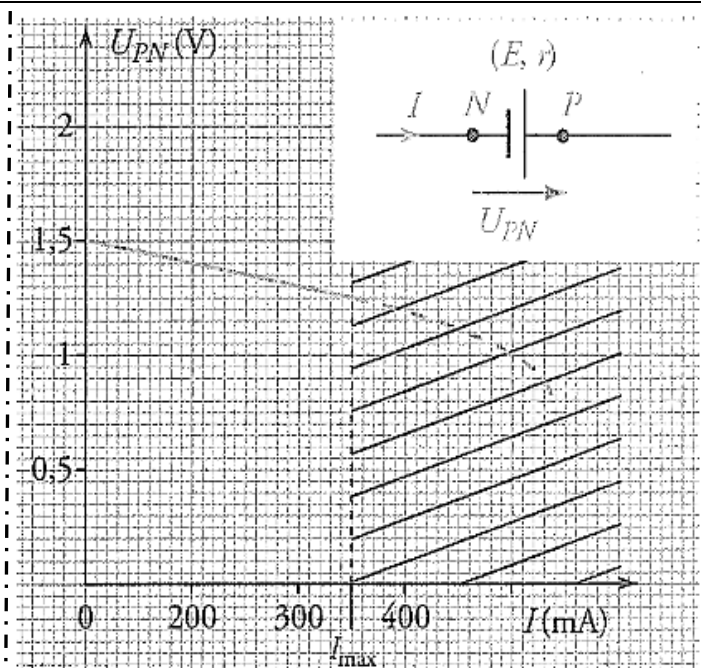 U_PN (V)
(E, r)
I N P
U_PN
2
1,5
1
0,5
0 200 300 400 I (mA)
I_max